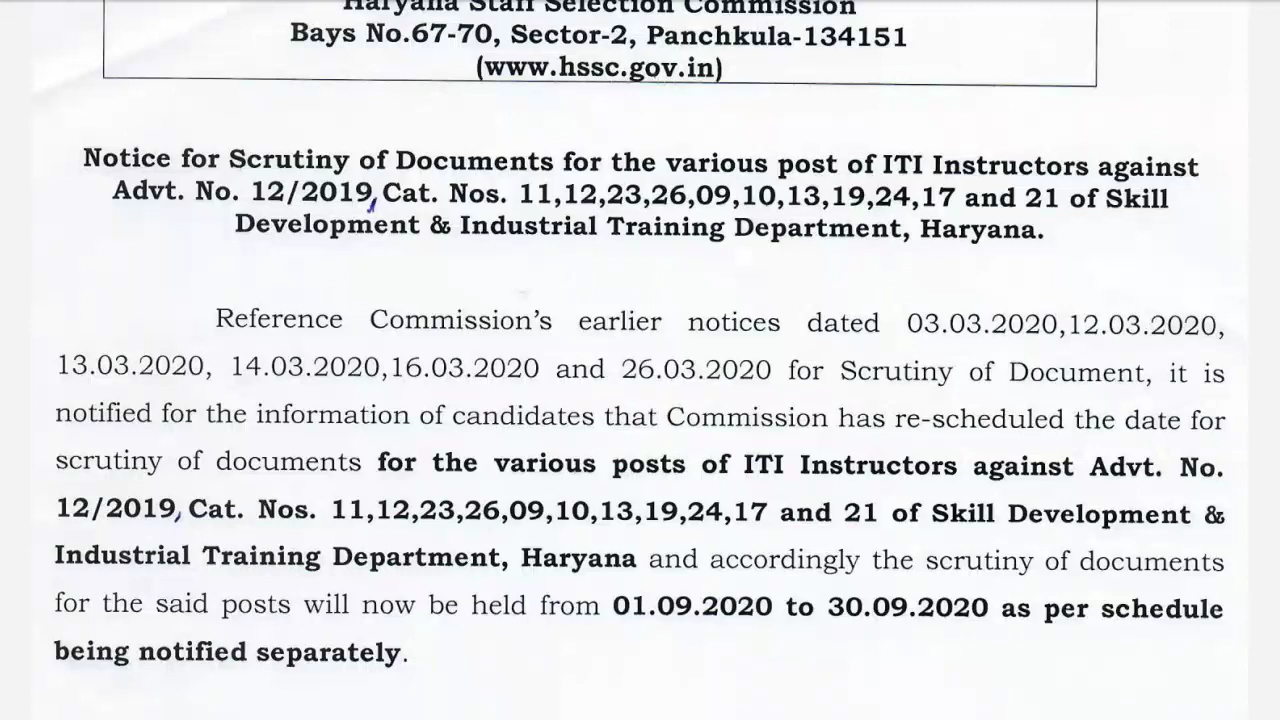 Haryana Staff Selection Commission
Bays No.67-70, Sector-2, Panchkula-134151
(www.hssc.gov.in)
Notice for Scrutiny of Documents for the various post of ITI Instructors against
Advt. No. 12/2019, Cat. Nos. 11,12,23,26,09,10,13,19,24,17 and 21 of Skill
Development & Industrial Training Department, Haryana.
Reference Commission's earlier notices dated 03.03.2020,12.03.2020,
13.03.2020, 14.03.2020,16.03.2020 and 26.03.2020 for Scrutiny of Document, it is
notified for the information of candidates that Commission has re-scheduled the date for
scrutiny of documents for the various posts of ITI Instructors against Advt. No.
12/2019, Cat. Nos. 11,12,23,26,09,10,13,19,24,17 and 21 of Skill Development &
Industrial Training Department, Haryana and accordingly the scrutiny of documents
for the said posts will now be held from 01.09.2020 to 30.09.2020 as per schedule
being notified separately.